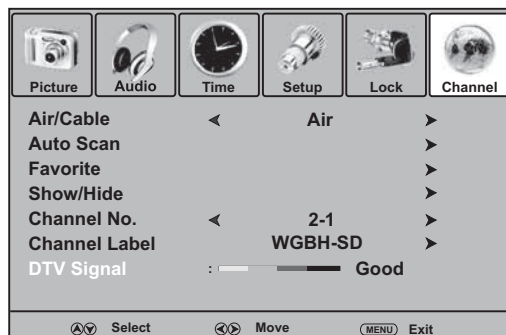 Picture Audio Time Setup Lock Channel
Air/Cable Air
Auto Scan
Favorite
Show/Hide
Channel No. 2-1
Channel Label WGBH-SD
DTV Signal : Good
Select Move MENU Exit